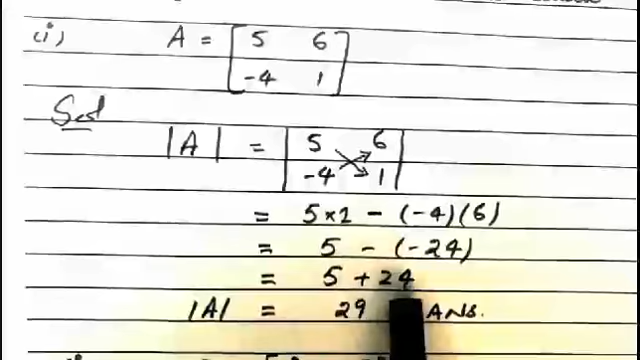 (i) A = [5 6
-4 1]
Sol
|A| = |5 6
-4 1|
= 5×1 - (-4)(6)
= 5 - (-24)
= 5 + 24
|A| = 29 ANS.